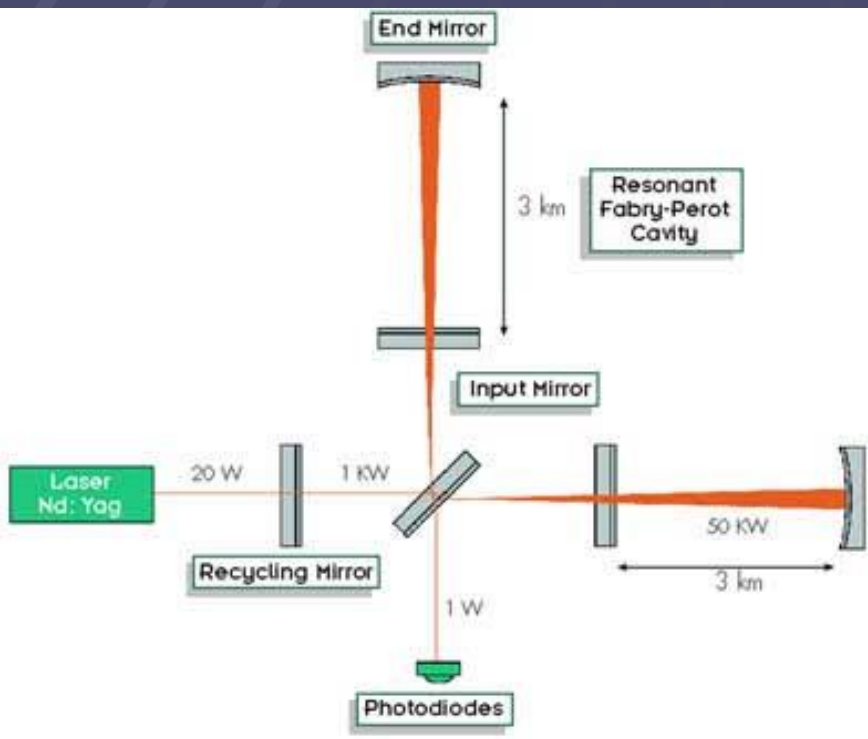 End Mirror
3 km
Resonant
Fabry-Perot
Cavity
Input Mirror
Laser
Nd: Yag
20 W
1 KW
Recycling Mirror
50 KW
3 km
1 W
Photodiodes